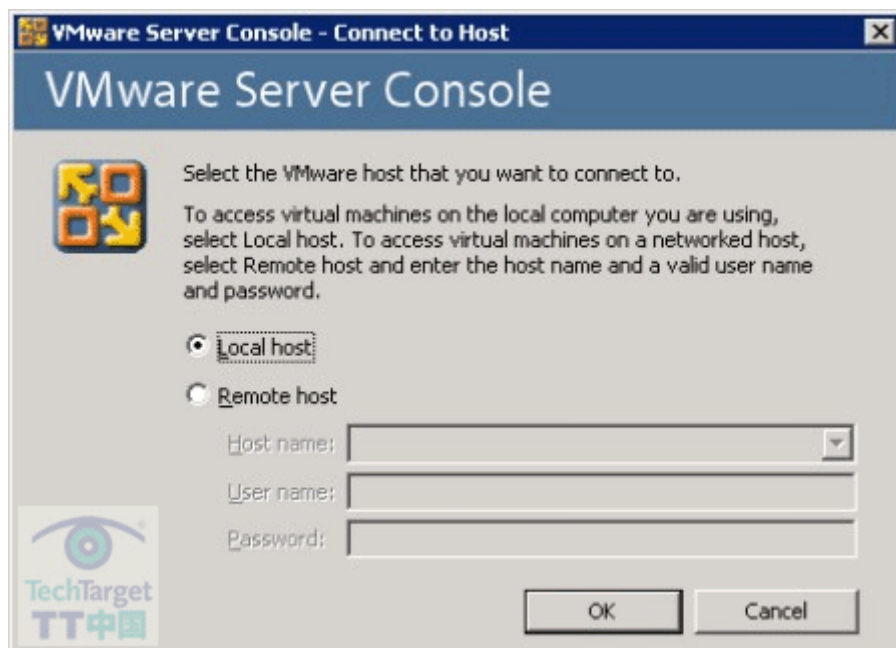 VMware Server Console - Connect to Host
VMware Server Console
Select the VMware host that you want to connect to.
To access virtual machines on the local computer you are using,
select Local host. To access virtual machines on a networked host,
select Remote host and enter the host name and a valid user name
and password.
Local host
Remote host
Host name:
User name:
Password:
TechTarget
TT中国
OK
Cancel